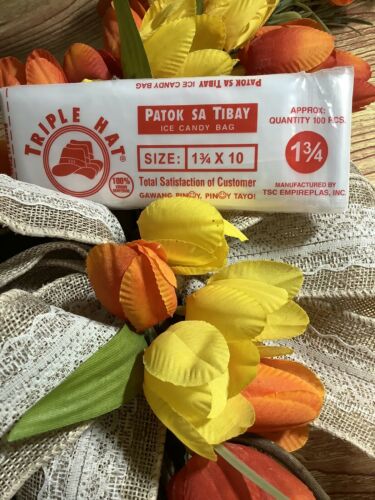 PATOK SA TIBAY
ICE CANDY BAG
TRIPLE HAT®
100%
PATOK SA TIBAY
ICE CANDY BAG
SIZE: 1¾ X 10
Total Satisfaction of Customer
GAWANG PINOY, PINOY TAYO!
APPROX:
QUANTITY 100 PCS.
1¾
MANUFACTURED BY
TSC EMPIREPLAS, INC.